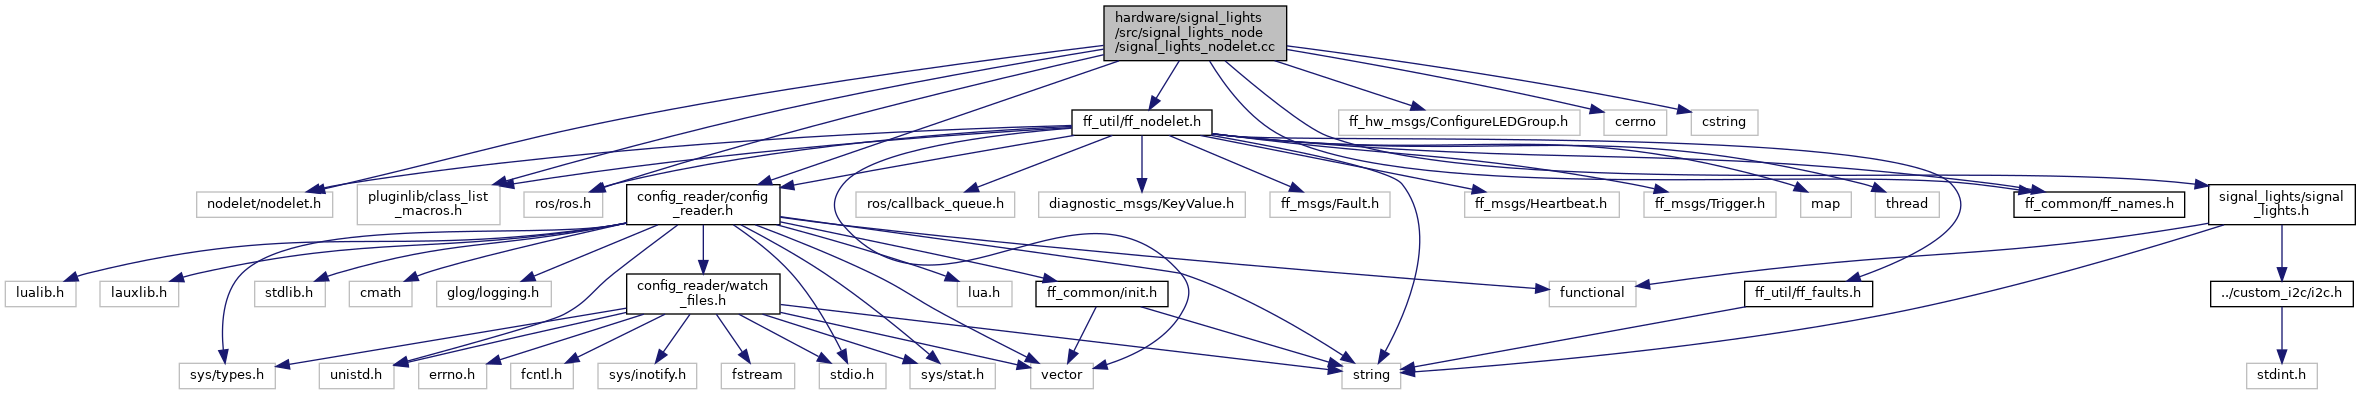 hardware/signal_lights
/src/signal_lights_node
/signal_lights_nodelet.cc
ff_util/ff_nodelet.h
ff_hw_msgs/ConfigureLEDGroup.h
cerrno
cstring
nodelet/nodelet.h
pluginlib/class_list
_macros.h
ros/ros.h
config_reader/config
_reader.h
ros/callback_queue.h
diagnostic_msgs/KeyValue.h
ff_msgs/Fault.h
ff_msgs/Heartbeat.h
ff_msgs/Trigger.h
map
thread
ff_common/ff_names.h
signal_lights/signal
_lights.h
lualib.h
lauxlib.h
stdlib.h
cmath
glog/logging.h
config_reader/watch
_files.h
lua.h
ff_common/init.h
functional
ff_util/ff_faults.h
../custom_i2c/i2c.h
sys/types.h
unistd.h
errno.h
fcntl.h
sys/inotify.h
fstream
stdio.h
sys/stat.h
vector
string
stdint.h